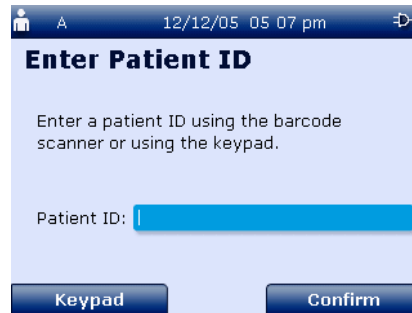 A 12/12/05 05 07 pm
Enter Patient ID
Enter a patient ID using the barcode
scanner or using the keypad.
Patient ID:
Keypad Confirm